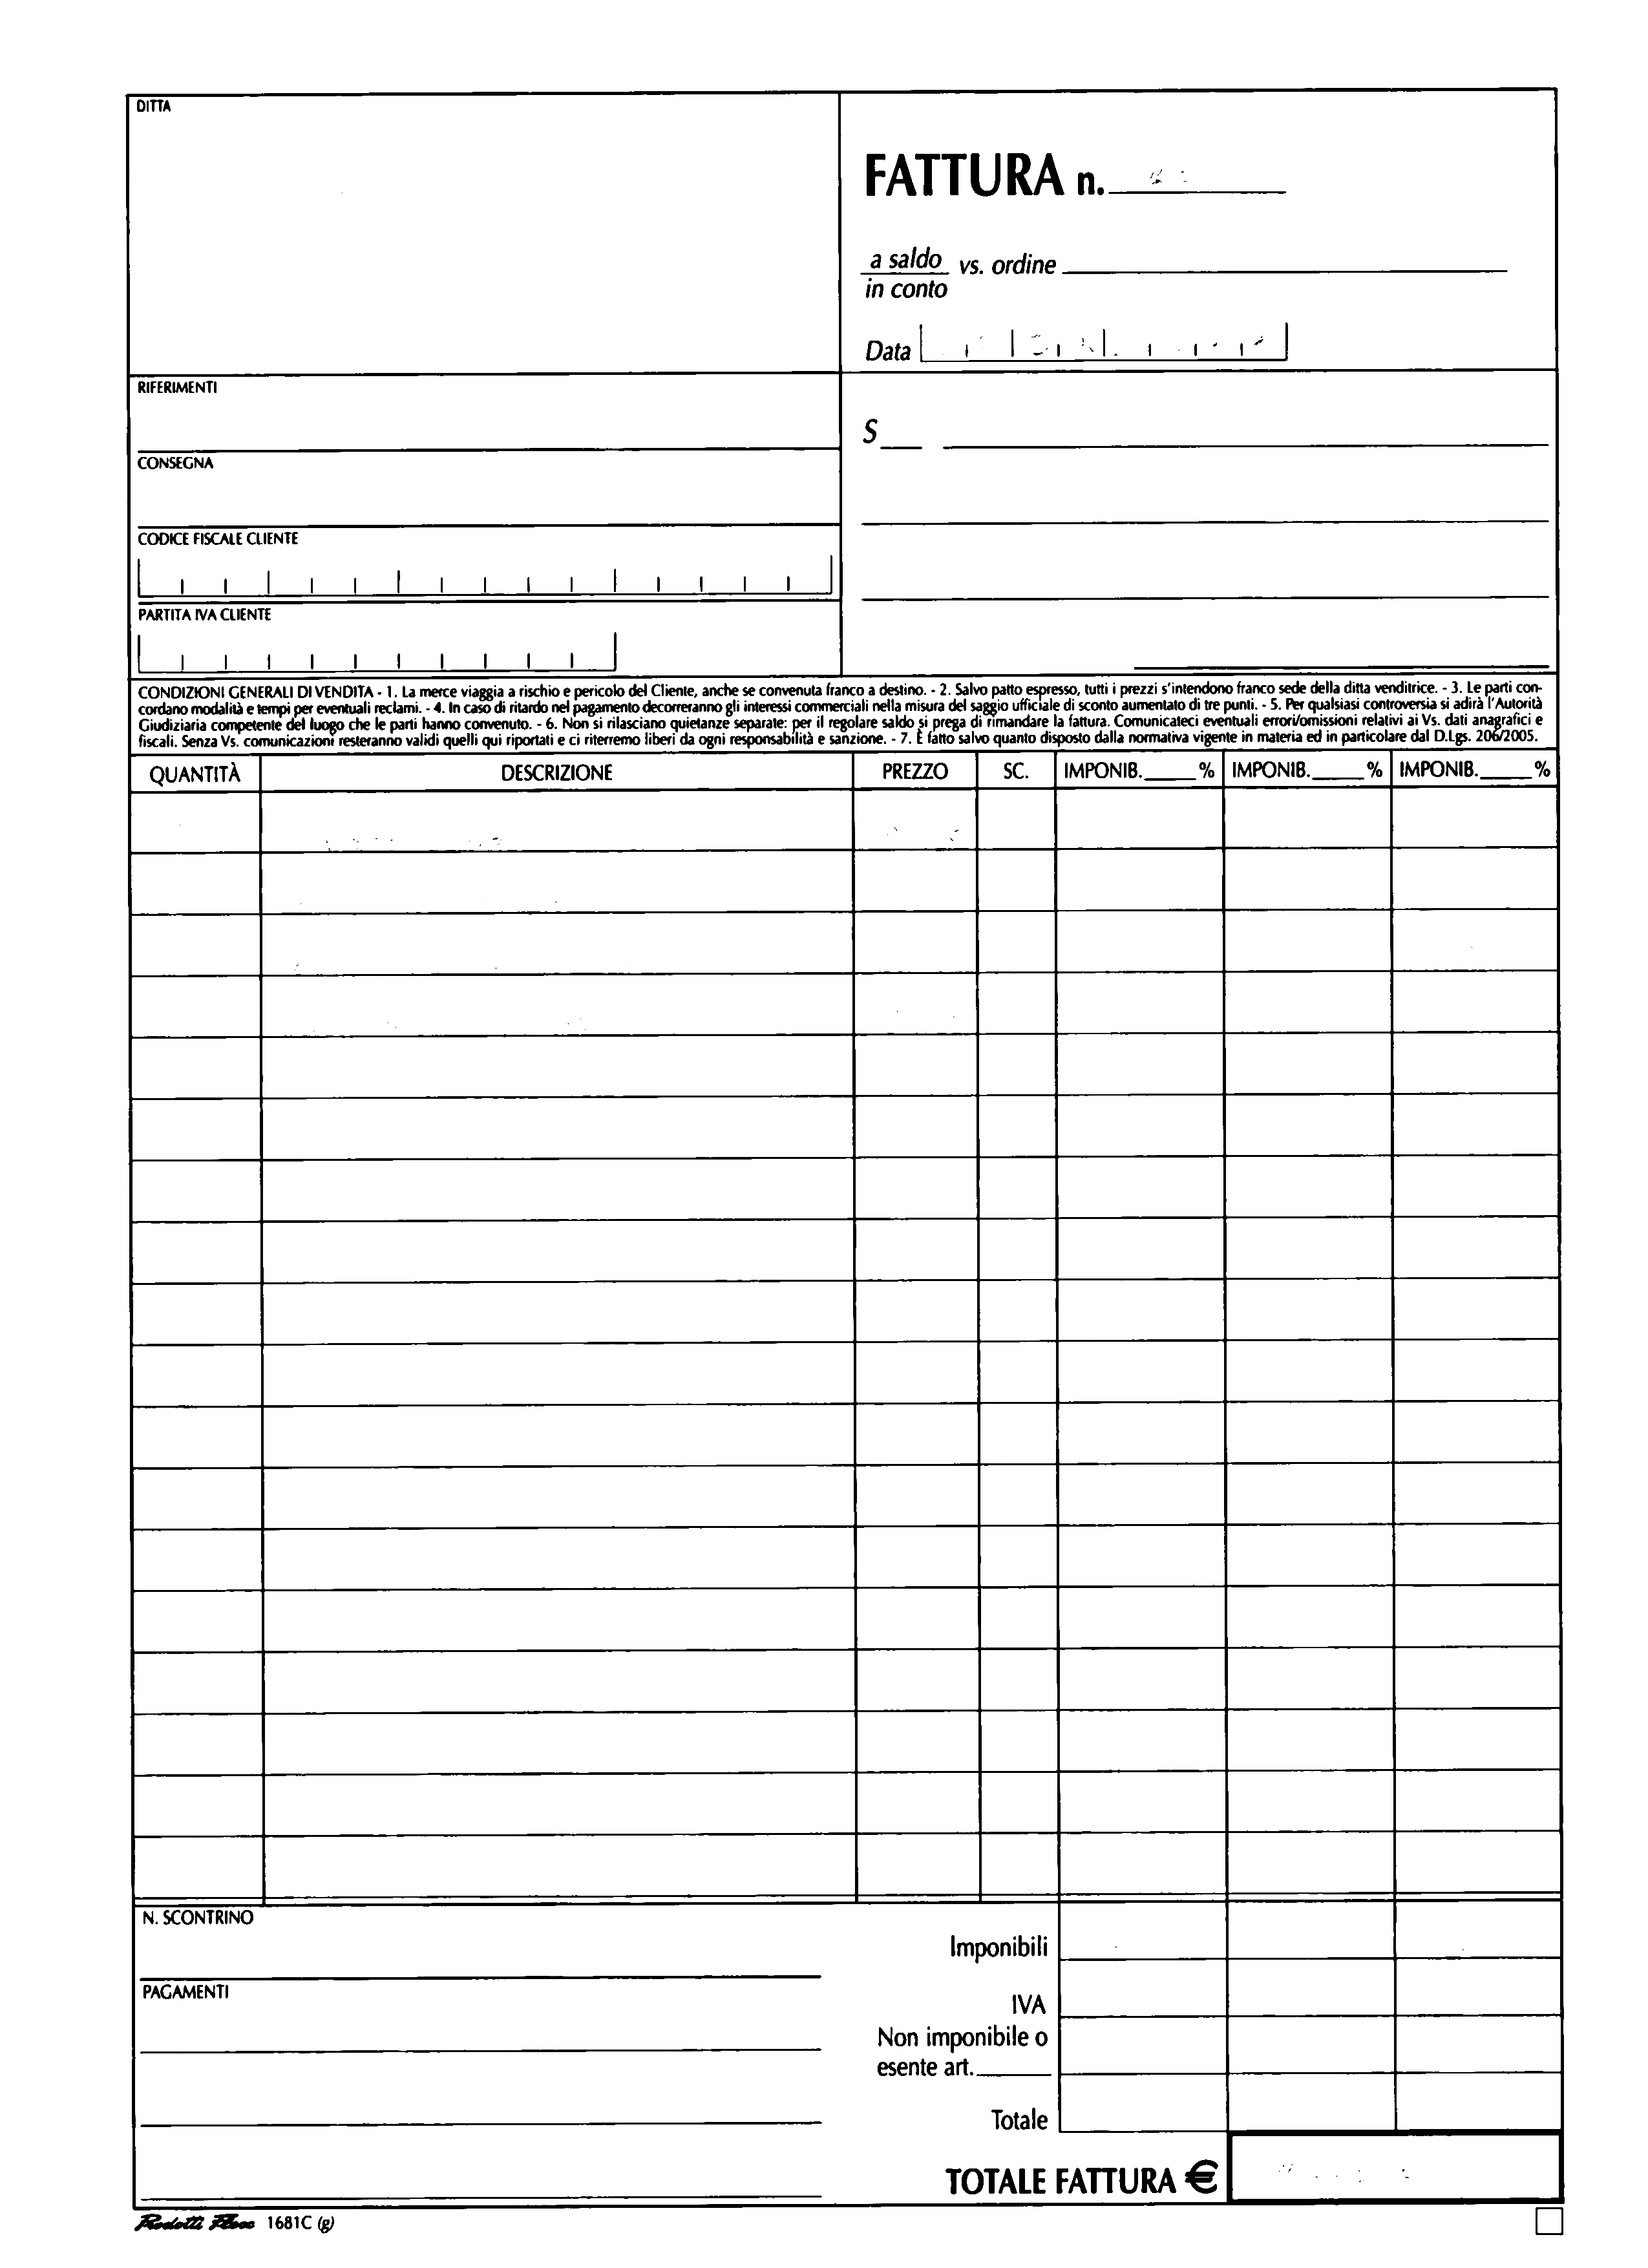 DITTA
FATTURA n.
a saldo
in conto
vs. ordine
Data
RIFERIMENTI
S
CONSEGNA
CODICE FISCALE CLIENTE
PARTITA IVA CLIENTE
CONDIZIONI GENERALI DI VENDITA - 1. La merce viaggia a rischio e pericolo del Cliente, anche se convenuta franco a destino. - 2. Salvo patto espresso, tutti i prezzi s'intendono franco sede della ditta venditrice. - 3. Le parti con-
cordano modalità e tempi per eventuali reclami. - 4. In caso di ritardo nel pagamento decorreranno gli interessi commerciali nella misura del saggio ufficiale di sconto aumentato di tre punti. - 5. Per qualsiasi controversia si adirà l'Autorità
Giudiziaria competente del luogo che le parti hanno convenuto. - 6. Non si rilasciano quietanze separate: per il regolare saldo si prega di rimandare la fattura. Comunicateci eventuali errori/omissioni relativi ai Vs. dati anagrafici e
fiscali. Senza Vs. comunicazioni resteranno validi quelli qui riportati e ci riterremo liberi da ogni responsabilità e sanzione. - 7. È fatto salvo quanto disposto dalla normativa vigente in materia ed in particolare dal D.Lgs. 206/2005.
QUANTITÀ DESCRIZIONE PREZZO SC. IMPONIB. % IMPONIB. % IMPONIB. %
N. SCONTRINO
Imponibili
PAGAMENTI
IVA
Non imponibile o
esente art.
Totale
TOTALE FATTURA €
Prodotti Flex 1681C (g)